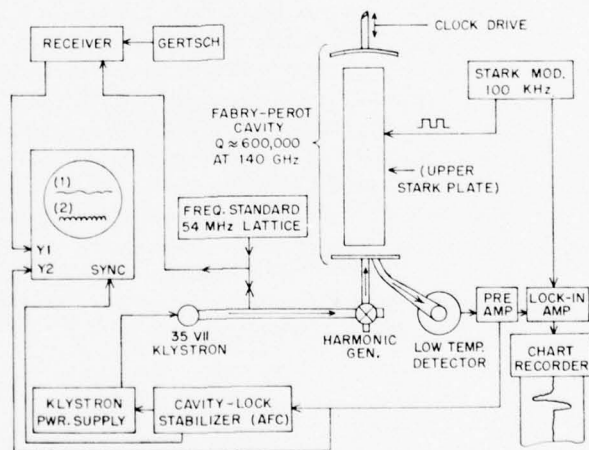 CLOCK DRIVE
RECEIVER
GERTSCH
STARK MOD.
100 KHz
FABRY-PEROT
CAVITY
Q ≈ 600,000
AT 140 GHz
(UPPER
STARK PLATE)
(1)
(2)
Y1
Y2
SYNC
FREQ. STANDARD
54 MHz LATTICE
35 VII
KLYSTRON
HARMONIC
GEN.
LOW TEMP.
DETECTOR
PRE
AMP
LOCK-IN
AMP
CHART
RECORDER
KLYSTRON
PWR. SUPPLY
CAVITY-LOCK
STABILIZER (AFC)